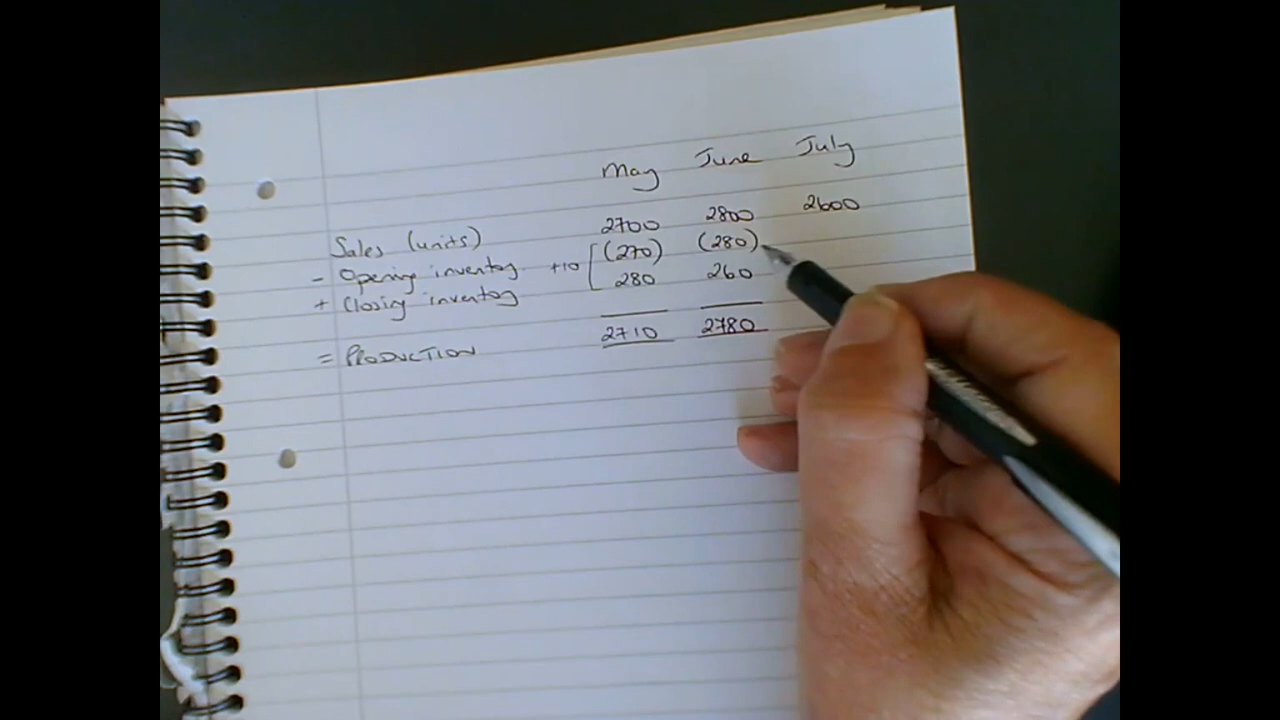 May June July
Sales (units) 2700 2800 2600
- Opening inventory +10 [ (270) (280)
+ Closing inventory 280 260
= PRODUCTION 2710 2780